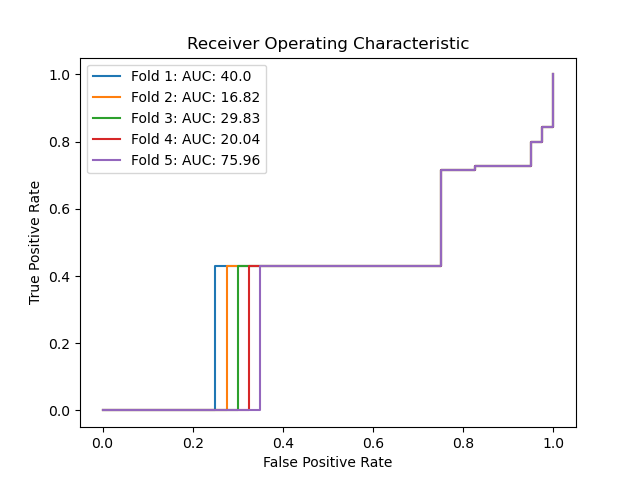 Receiver Operating Characteristic
Fold 1: AUC: 40.0
Fold 2: AUC: 16.82
Fold 3: AUC: 29.83
Fold 4: AUC: 20.04
Fold 5: AUC: 75.96
1.0
0.8
0.6
0.4
0.2
0.0
True Positive Rate
0.0 0.2 0.4 0.6 0.8 1.0
False Positive Rate